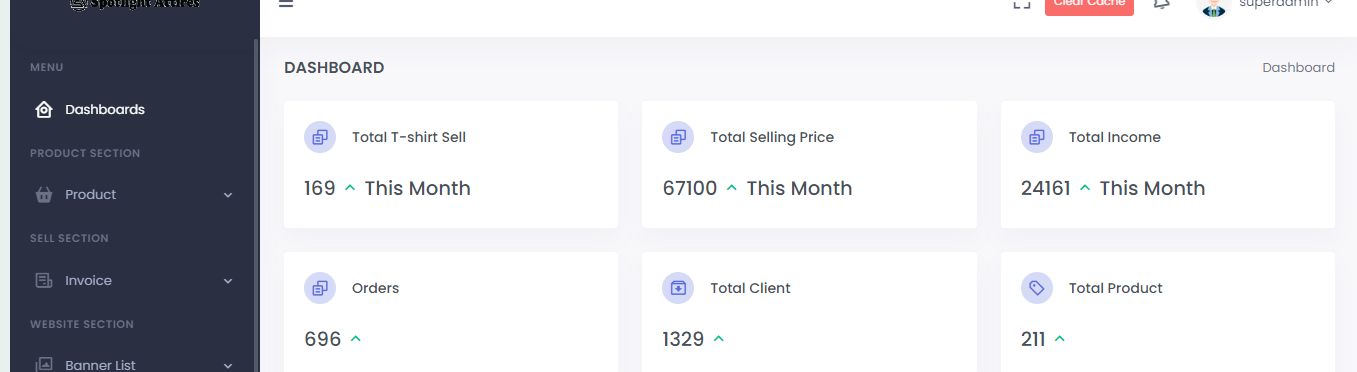 Spotlight Attires
Clear Cache
superadmin
MENU
DASHBOARD
Dashboard
Dashboards
PRODUCT SECTION
Product
SELL SECTION
Invoice
WEBSITE SECTION
Banner List
Total T-shirt Sell
169 This Month
Total Selling Price
67100 This Month
Total Income
24161 This Month
Orders
696
Total Client
1329
Total Product
211